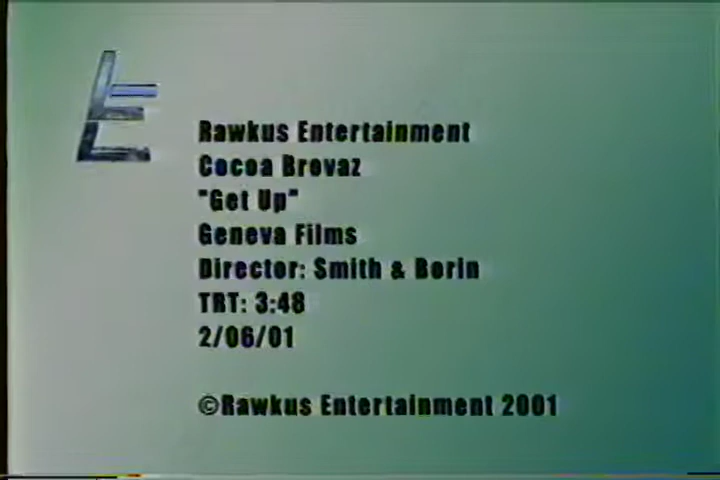 Rawkus Entertainment
Cocoa Brovaz
"Get Up"
Geneva Films
Director: Smith & Borin
TRT: 3:48
2/06/01
©Rawkus Entertainment 2001